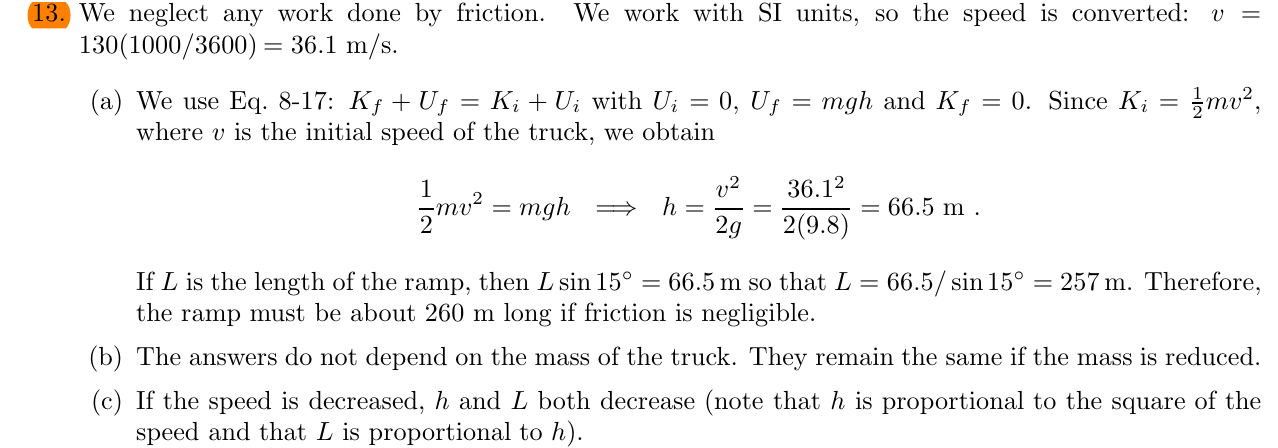 13. We neglect any work done by friction. We work with SI units, so the speed is converted: v =
130(1000/3600) = 36.1 m/s.
(a) We use Eq. 8-17: K_f + U_f = K_i + U_i with U_i = 0, U_f = mgh and K_f = 0. Since K_i = ½mv²,
where v is the initial speed of the truck, we obtain
1/2 mv² = mgh ⟹ h = v²/2g = 36.1²/2(9.8) = 66.5 m .
If L is the length of the ramp, then L sin 15° = 66.5 m so that L = 66.5/ sin 15° = 257 m. Therefore,
the ramp must be about 260 m long if friction is negligible.
(b) The answers do not depend on the mass of the truck. They remain the same if the mass is reduced.
(c) If the speed is decreased, h and L both decrease (note that h is proportional to the square of the
speed and that L is proportional to h).